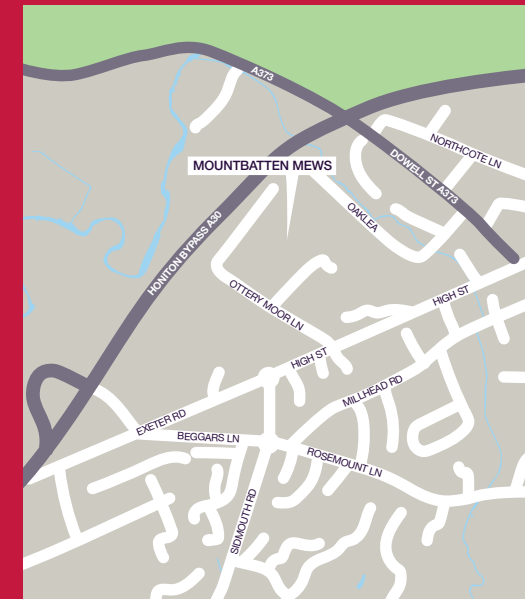 A373
NORTHCOTE LN
MOUNTBATTEN MEWS
DOWELL ST A373
OAKLEA
HONITON BYPASS A30
OTTERY MOOR LN
HIGH ST
HIGH ST
MILLHEAD RD
EXETER RD
BEGGARS LN
ROSEMOUNT LN
SIDMOUTH RD